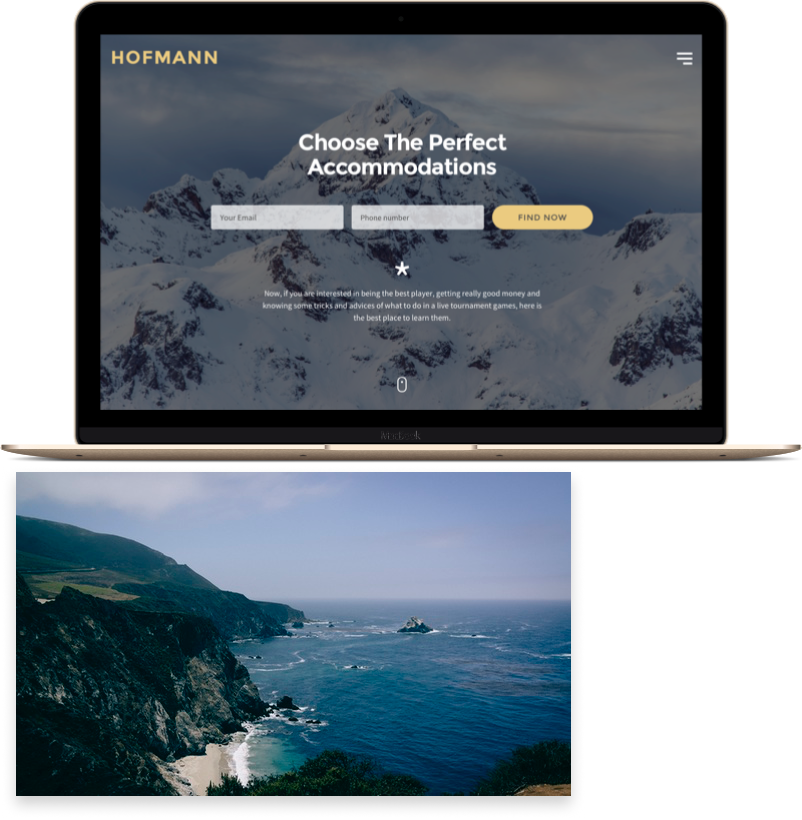 HOFMANN
Choose The Perfect
Accommodations
Your Email
Phone number
FIND NOW
Now, if you are interested in being the best player, getting really good money and
knowing some tricks and advices of what to do in a live tournament games, here is
the best place to learn them.
MacBook